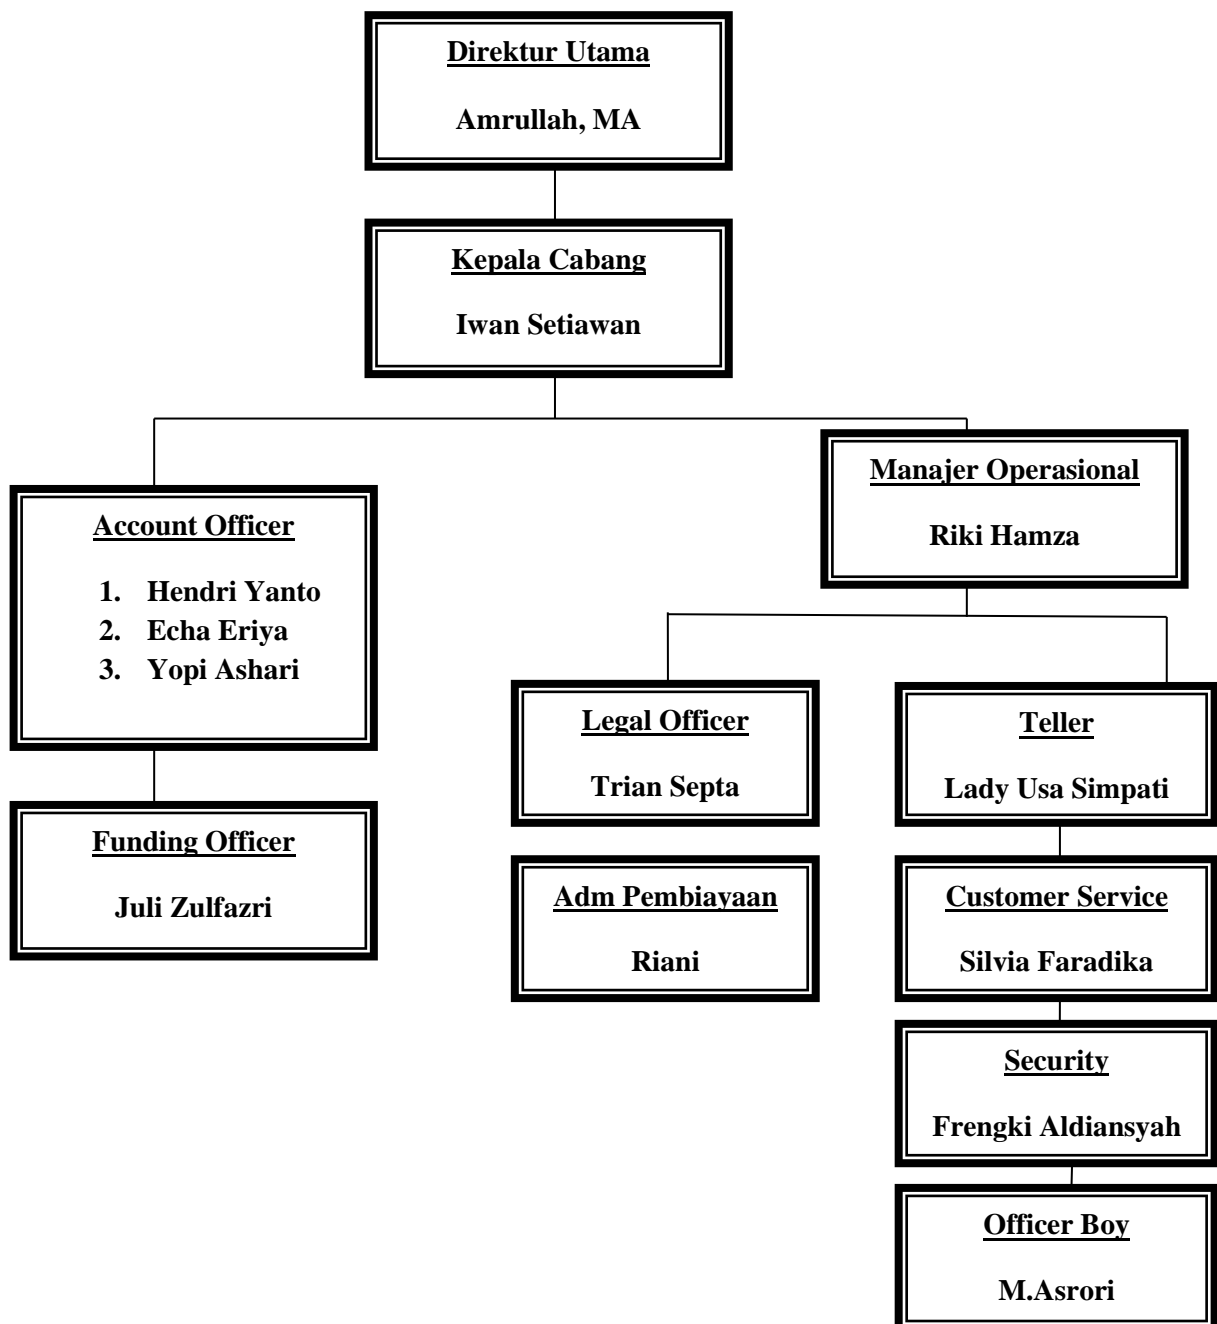 Direktur Utama
Amrullah, MA
Kepala Cabang
Iwan Setiawan
Manajer Operasional
Riki Hamza
Account Officer
1. Hendri Yanto
2. Echa Eriya
3. Yopi Ashari
Legal Officer
Trian Septa
Teller
Lady Usa Simpati
Funding Officer
Juli Zulfazri
Adm Pembiayaan
Riani
Customer Service
Silvia Faradika
Security
Frengki Aldiansyah
Officer Boy
M.Asrori